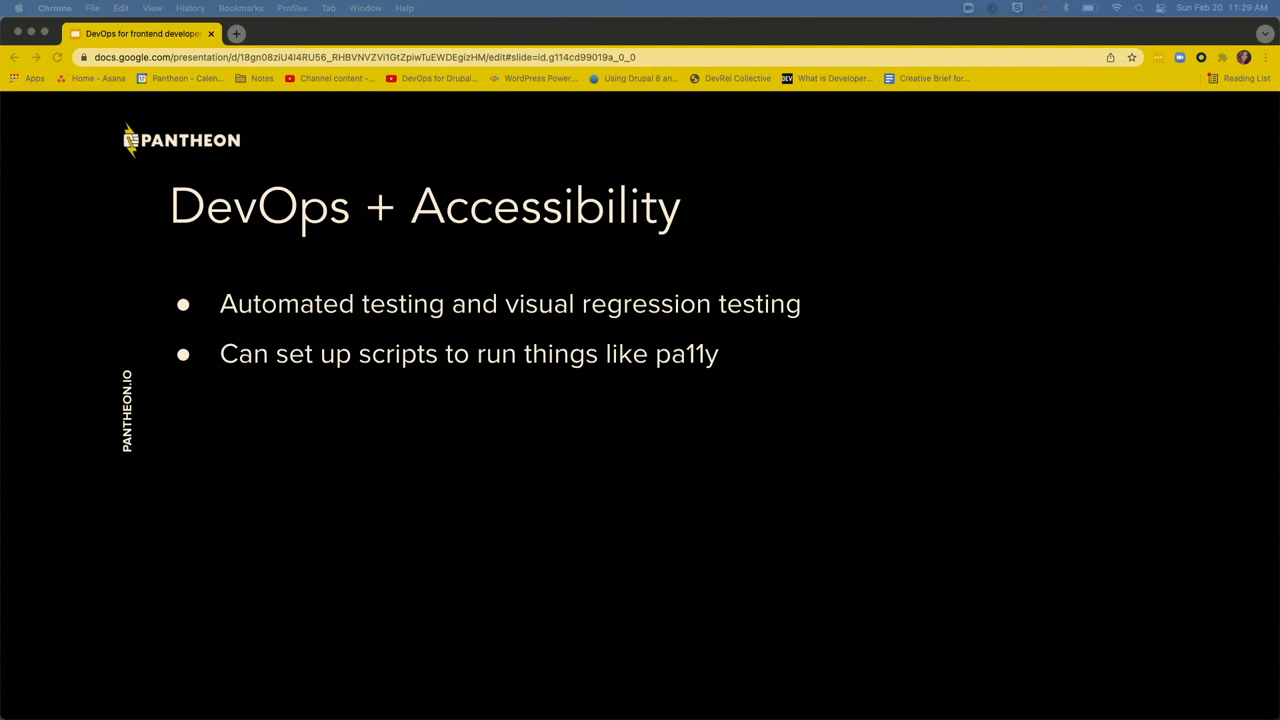 Chrome File Edit View History Bookmarks Profiles Tab Window Help Sun Feb 20 11:29 AM
DevOps for frontend develope
docs.google.com/presentation/d/18gn08ziU4I4RU56_RHBVNVZVi1GtZpiwTuEWDEgizHM/edit#slide=id.g114cd99019a_0_0
Apps Home - Asana Pantheon - Calen... Notes Channel content -... DevOps for Drupal... WordPress Power... Using Drupal 8 an... DevRel Collective DEV What is Developer... Creative Brief for... Reading List
PANTHEON
DevOps + Accessibility
● Automated testing and visual regression testing
● Can set up scripts to run things like pa11y
PANTHEON.IO